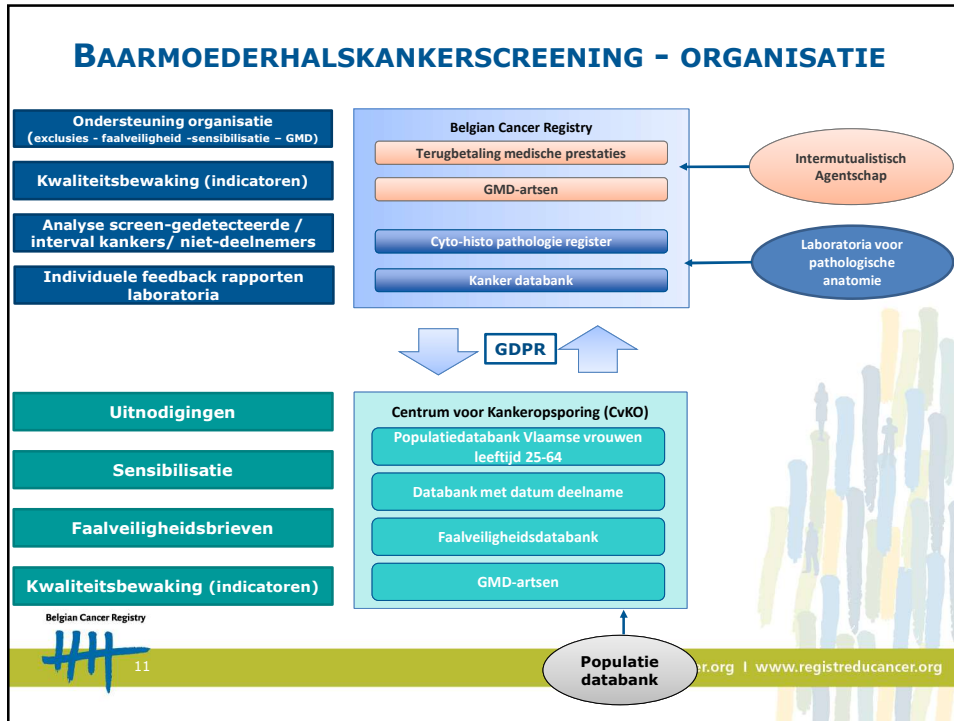 BAARMOEDERHALSKANKERSCREENING - ORGANISATIE
Ondersteuning organisatie
(exclusies - faalveiligheid -sensibilisatie – GMD)
Kwaliteitsbewaking (indicatoren)
Analyse screen-gedetecteerde /
interval kankers/ niet-deelnemers
Individuele feedback rapporten
laboratoria
Belgian Cancer Registry
Terugbetaling medische prestaties
GMD-artsen
Cyto-histo pathologie register
Kanker databank
Intermutualistisch
Agentschap
Laboratoria voor
pathologische
anatomie
GDPR
Uitnodigingen
Sensibilisatie
Faalveiligheidsbrieven
Kwaliteitsbewaking (indicatoren)
Centrum voor Kankeropsporing (CvKO)
Populatiedatabank Vlaamse vrouwen
leeftijd 25-64
Databank met datum deelname
Faalveiligheidsdatabank
GMD-artsen
Populatie
databank
Belgian Cancer Registry
11
er.org I www.registreducancer.org